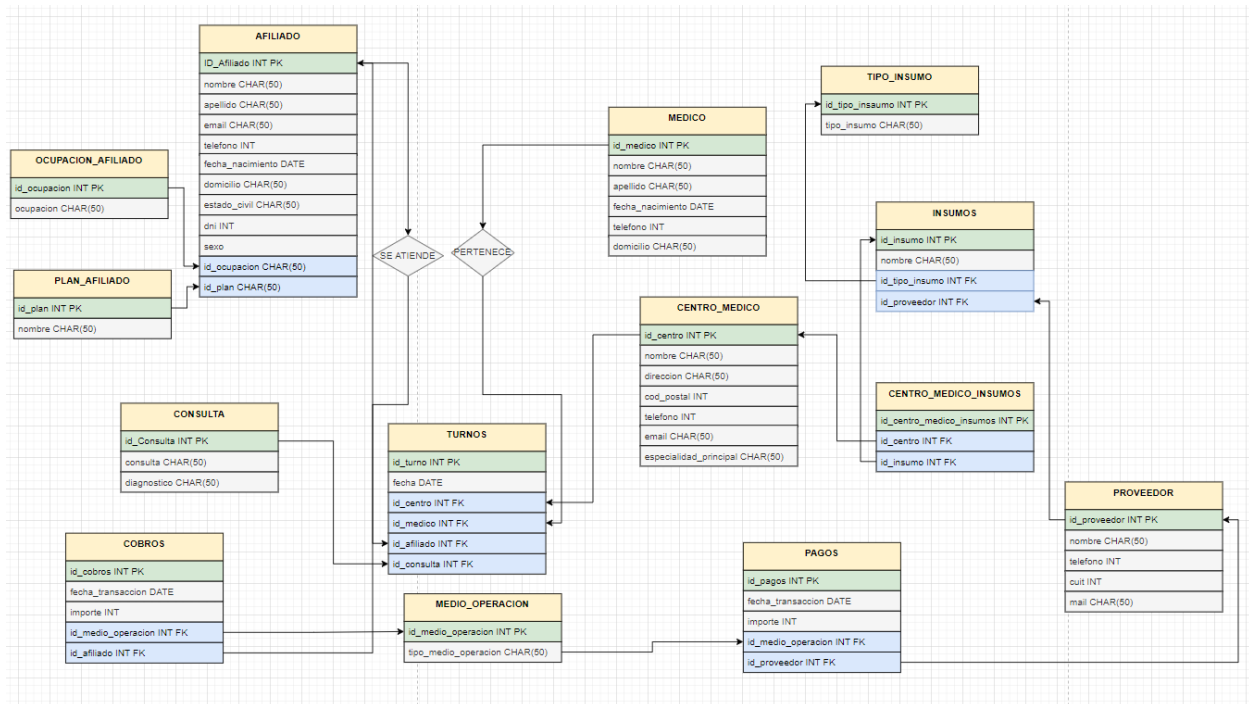 AFILIADO
ID_Afiliado INT PK
nombre CHAR(50)
apellido CHAR(50)
email CHAR(50)
telefono INT
fecha_nacimiento DATE
domicilio CHAR(50)
estado_civil CHAR(50)
dni INT
sexo
id_ocupacion CHAR(50)
id_plan CHAR(50)
OCUPACION_AFILIADO
id_ocupacion INT PK
ocupacion CHAR(50)
PLAN_AFILIADO
id_plan INT PK
nombre CHAR(50)
SE ATIENDE
PERTENECE
MEDICO
id_medico INT PK
nombre CHAR(50)
apellido CHAR(50)
fecha_nacimiento DATE
telefono INT
domicilio CHAR(50)
TIPO_INSUMO
id_tipo_insaumo INT PK
tipo_insumo CHAR(50)
INSUMOS
id_insumo INT PK
nombre CHAR(50)
id_tipo_insumo INT FK
id_proveedor INT FK
CENTRO_MEDICO
id_centro INT PK
nombre CHAR(50)
direccion CHAR(50)
cod_postal INT
telefono INT
email CHAR(50)
especialidad_principal CHAR(50)
CENTRO_MEDICO_INSUMOS
id_centro_medico_insumos INT PK
id_centro INT FK
id_insumo INT FK
CONSULTA
id_Consulta INT PK
consulta CHAR(50)
diagnostico CHAR(50)
TURNOS
id_turno INT PK
fecha DATE
id_centro INT FK
id_medico INT FK
id_afiliado INT FK
id_consulta INT FK
PROVEEDOR
id_proveedor INT PK
nombre CHAR(50)
telefono INT
cuit INT
mail CHAR(50)
COBROS
id_cobros INT PK
fecha_transaccion DATE
importe INT
id_medio_operacion INT FK
id_afiliado INT FK
MEDIO_OPERACION
id_medio_operacion INT PK
tipo_medio_operacion CHAR(50)
PAGOS
id_pagos INT PK
fecha_transaccion DATE
importe INT
id_medio_operacion INT FK
id_proveedor INT FK